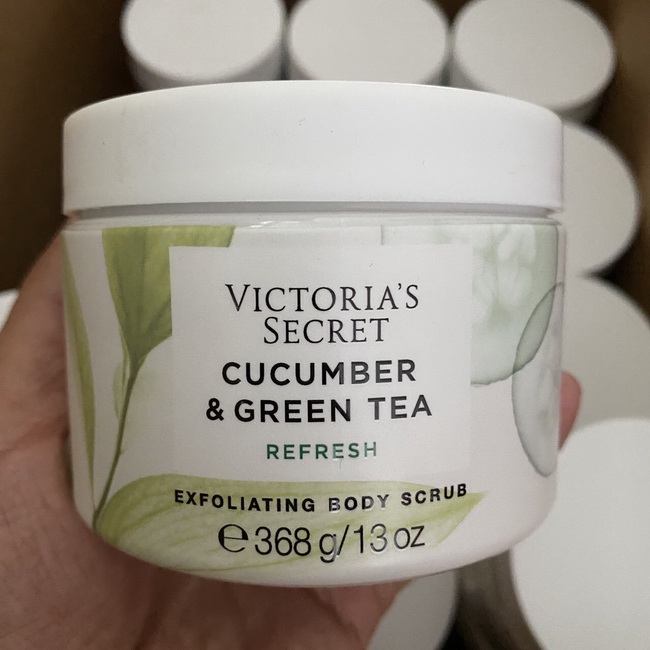 VICTORIA'S
SECRET
CUCUMBER
& GREEN TEA
REFRESH
EXFOLIATING BODY SCRUB
℮ 368 g/13 oz